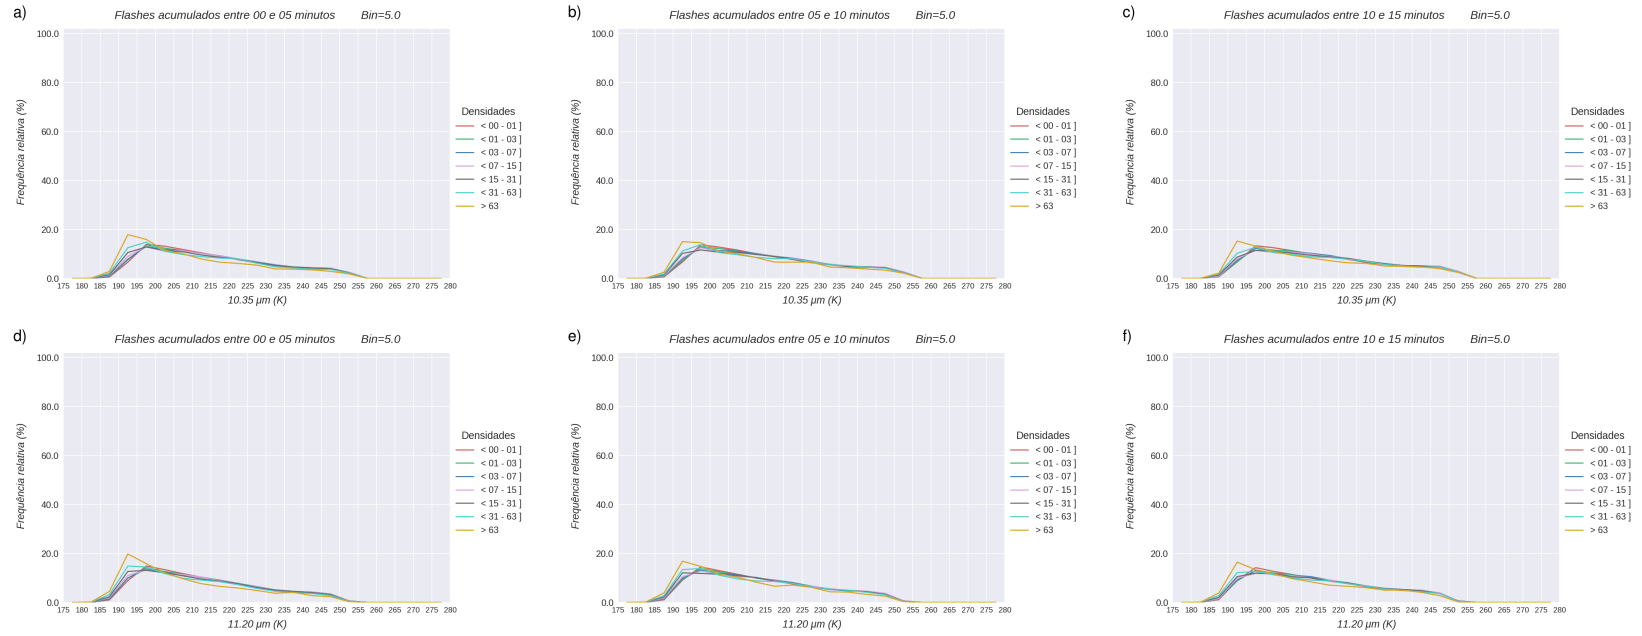 a)
Flashes acumulados entre 00 e 05 minutos Bin=5.0
100.0
80.0
60.0
40.0
20.0
0.0
Frequência relativa (%)
175 180 185 190 195 200 205 210 215 220 225 230 235 240 245 250 255 260 265 270 275 280
10.35 µm (K)
Densidades
< 00 - 01 ]
< 01 - 03 ]
< 03 - 07 ]
< 07 - 15 ]
< 15 - 31 ]
< 31 - 63 ]
> 63
b)
Flashes acumulados entre 05 e 10 minutos Bin=5.0
100.0
80.0
60.0
40.0
20.0
0.0
Frequência relativa (%)
175 180 185 190 195 200 205 210 215 220 225 230 235 240 245 250 255 260 265 270 275 280
10.35 µm (K)
Densidades
< 00 - 01 ]
< 01 - 03 ]
< 03 - 07 ]
< 07 - 15 ]
< 15 - 31 ]
< 31 - 63 ]
> 63
c)
Flashes acumulados entre 10 e 15 minutos Bin=5.0
100.0
80.0
60.0
40.0
20.0
0.0
Frequência relativa (%)
175 180 185 190 195 200 205 210 215 220 225 230 235 240 245 250 255 260 265 270 275 280
10.35 µm (K)
Densidades
< 00 - 01 ]
< 01 - 03 ]
< 03 - 07 ]
< 07 - 15 ]
< 15 - 31 ]
< 31 - 63 ]
> 63
d)
Flashes acumulados entre 00 e 05 minutos Bin=5.0
100.0
80.0
60.0
40.0
20.0
0.0
Frequência relativa (%)
175 180 185 190 195 200 205 210 215 220 225 230 235 240 245 250 255 260 265 270 275 280
11.20 µm (K)
Densidades
< 00 - 01 ]
< 01 - 03 ]
< 03 - 07 ]
< 07 - 15 ]
< 15 - 31 ]
< 31 - 63 ]
> 63
e)
Flashes acumulados entre 05 e 10 minutos Bin=5.0
100.0
80.0
60.0
40.0
20.0
0.0
Frequência relativa (%)
175 180 185 190 195 200 205 210 215 220 225 230 235 240 245 250 255 260 265 270 275 280
11.20 µm (K)
Densidades
< 00 - 01 ]
< 01 - 03 ]
< 03 - 07 ]
< 07 - 15 ]
< 15 - 31 ]
< 31 - 63 ]
> 63
f)
Flashes acumulados entre 10 e 15 minutos Bin=5.0
100.0
80.0
60.0
40.0
20.0
0.0
Frequência relativa (%)
175 180 185 190 195 200 205 210 215 220 225 230 235 240 245 250 255 260 265 270 275 280
11.20 µm (K)
Densidades
< 00 - 01 ]
< 01 - 03 ]
< 03 - 07 ]
< 07 - 15 ]
< 15 - 31 ]
< 31 - 63 ]
> 63